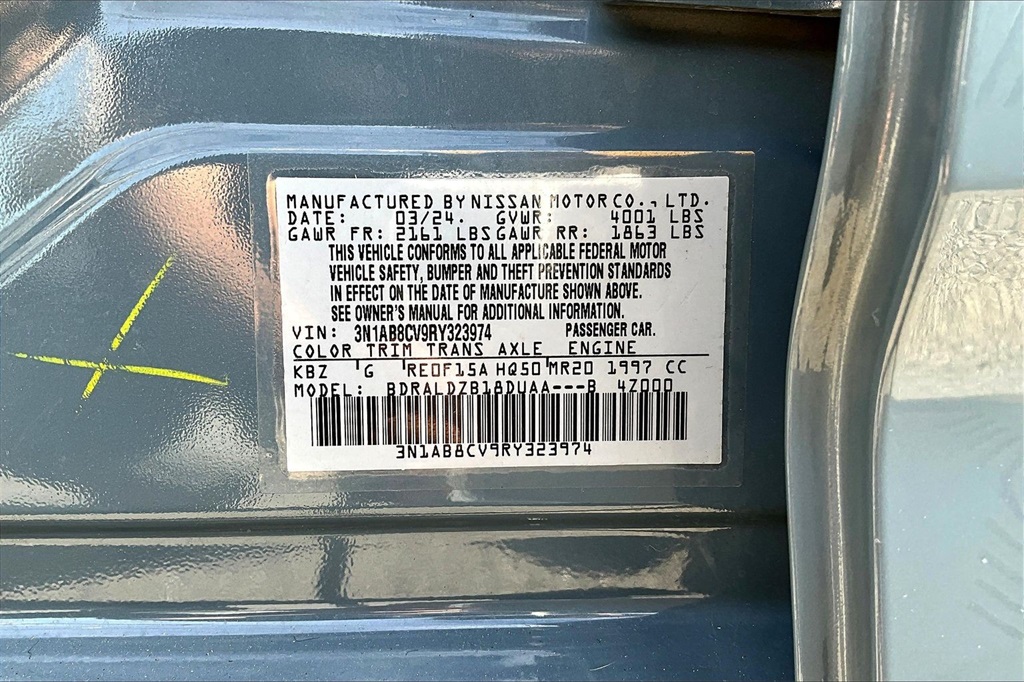 MANUFACTURED BY NISSAN MOTOR CO., LTD.
DATE: 03/24. GVWR: 4001 LBS
GAWR FR: 2161 LBS GAWR RR: 1863 LBS
THIS VEHICLE CONFORMS TO ALL APPLICABLE FEDERAL MOTOR
VEHICLE SAFETY, BUMPER AND THEFT PREVENTION STANDARDS
IN EFFECT ON THE DATE OF MANUFACTURE SHOWN ABOVE.
SEE OWNER'S MANUAL FOR ADDITIONAL INFORMATION.
VIN: 3N1AB8CV9RY323974 PASSENGER CAR.
COLOR TRIM TRANS AXLE ENGINE
KBZ G RE0F15A HQ50 MR20 1997 CC
MODEL: BDRALDZB18DUAA---B 4Z000
3N1AB8CV9RY323974